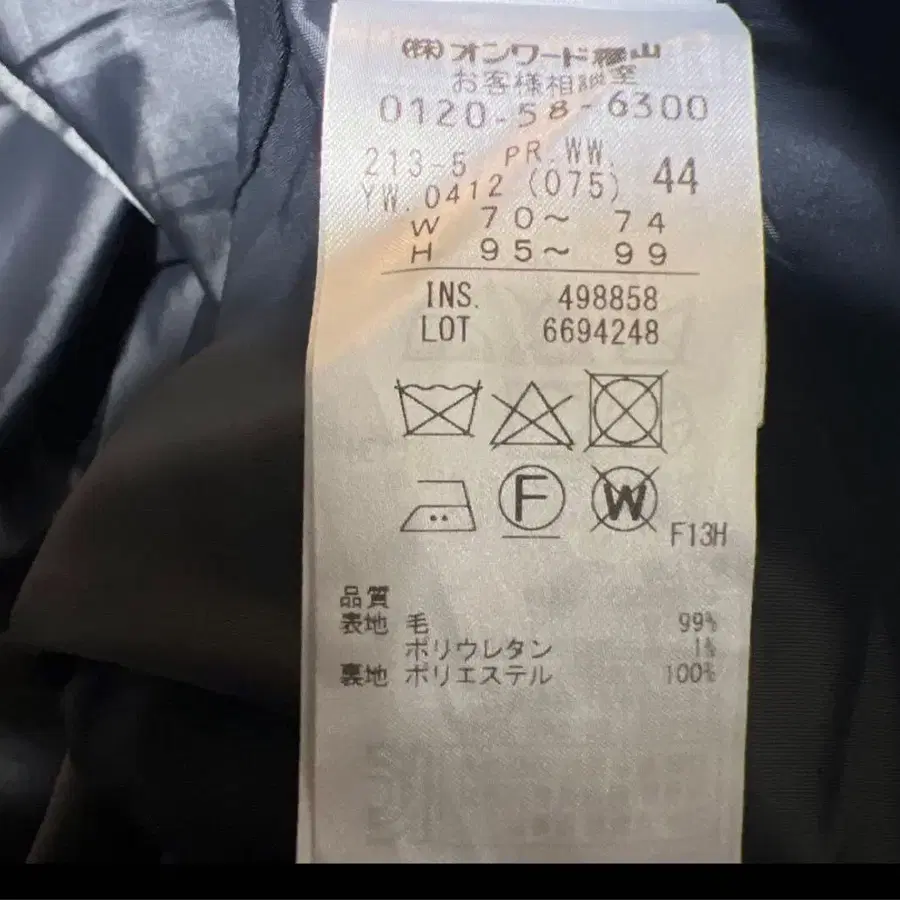 (株)オンワード樫山
お客様相談室
0120-58-6300
213-5 PR.WW.
YW.0412 (075) 44
W 70～ 74
H 95～ 99
INS. 498858
LOT 6694248
F W F13H
品質
表地 毛 99%
ポリウレタン 1%
裏地 ポリエステル 100%